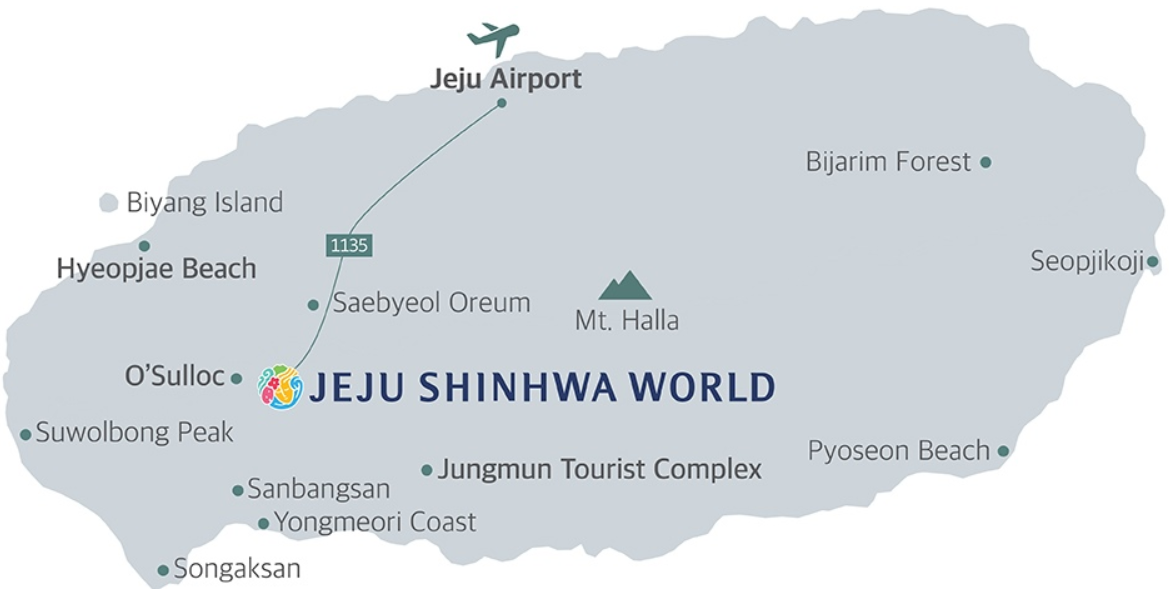 Jeju Airport
Bijarim Forest
Biyang Island
1135
Hyeopjae Beach
Seopjikoji
Saebyeol Oreum
Mt. Halla
O'Sulloc
JEJU SHINHWA WORLD
Suwolbong Peak
Pyoseon Beach
Jungmun Tourist Complex
Sanbangsan
Yongmeori Coast
Songaksan